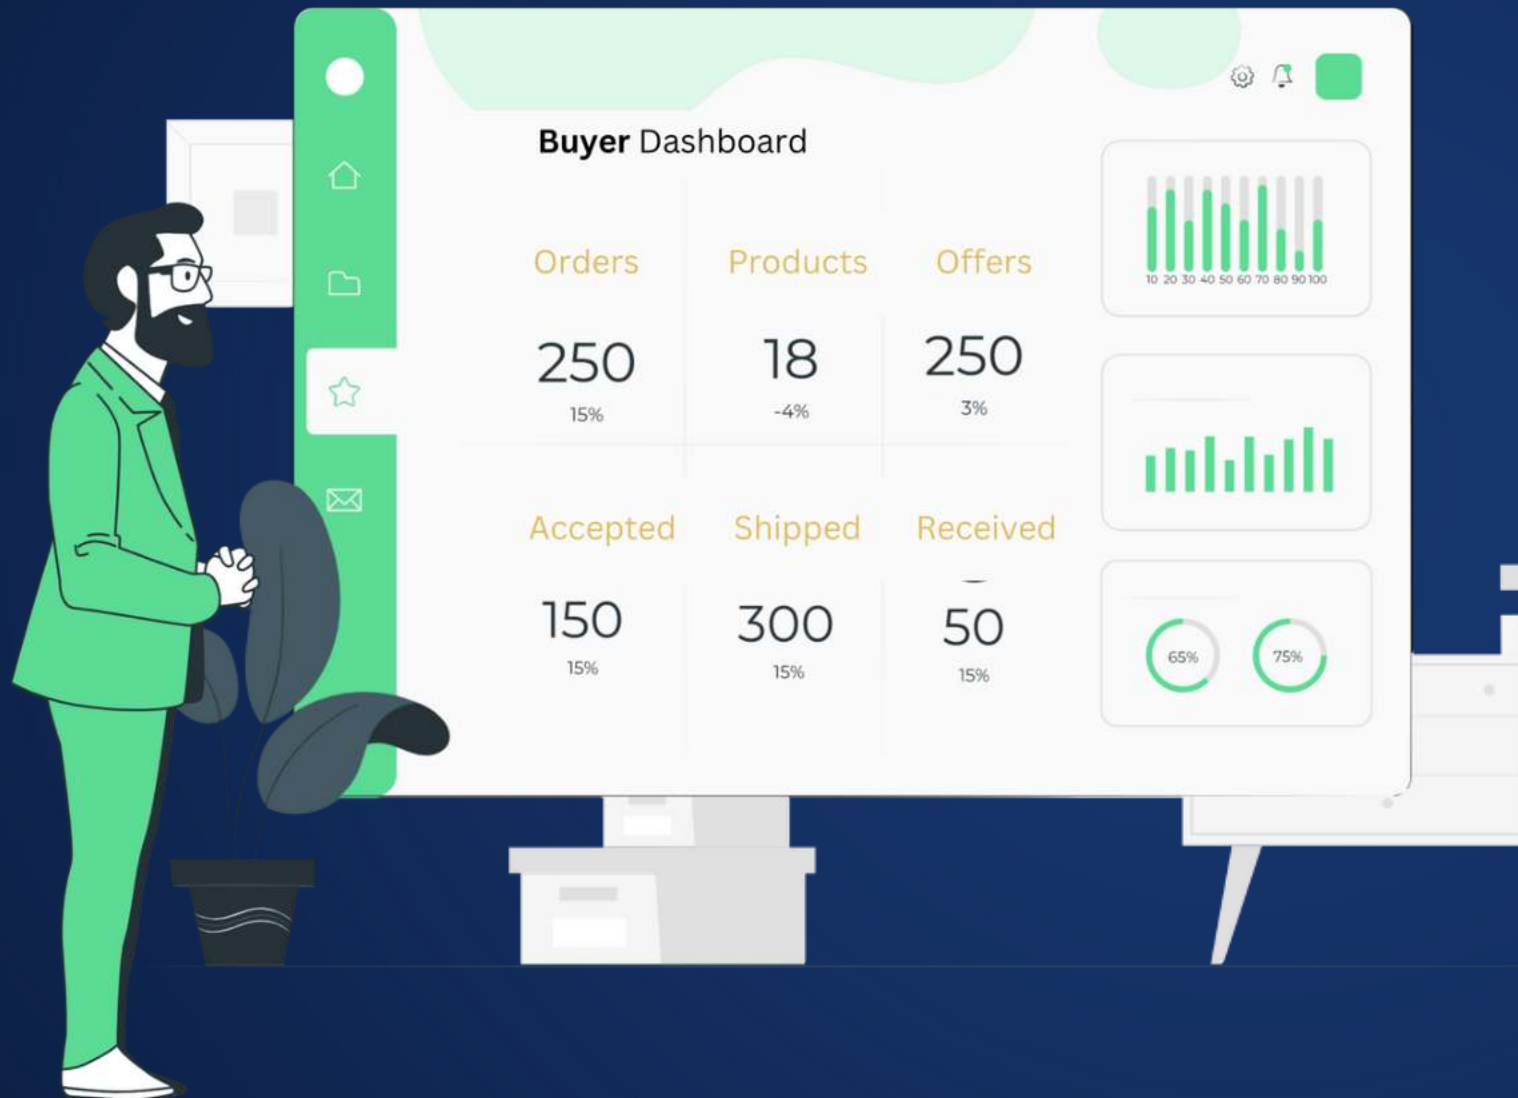 Buyer Dashboard
Orders Products Offers
250 18 250
15% -4% 3%
Accepted Shipped Received
150 300 50
15% 15% 15%
10 20 30 40 50 60 70 80 90 100
65% 75%